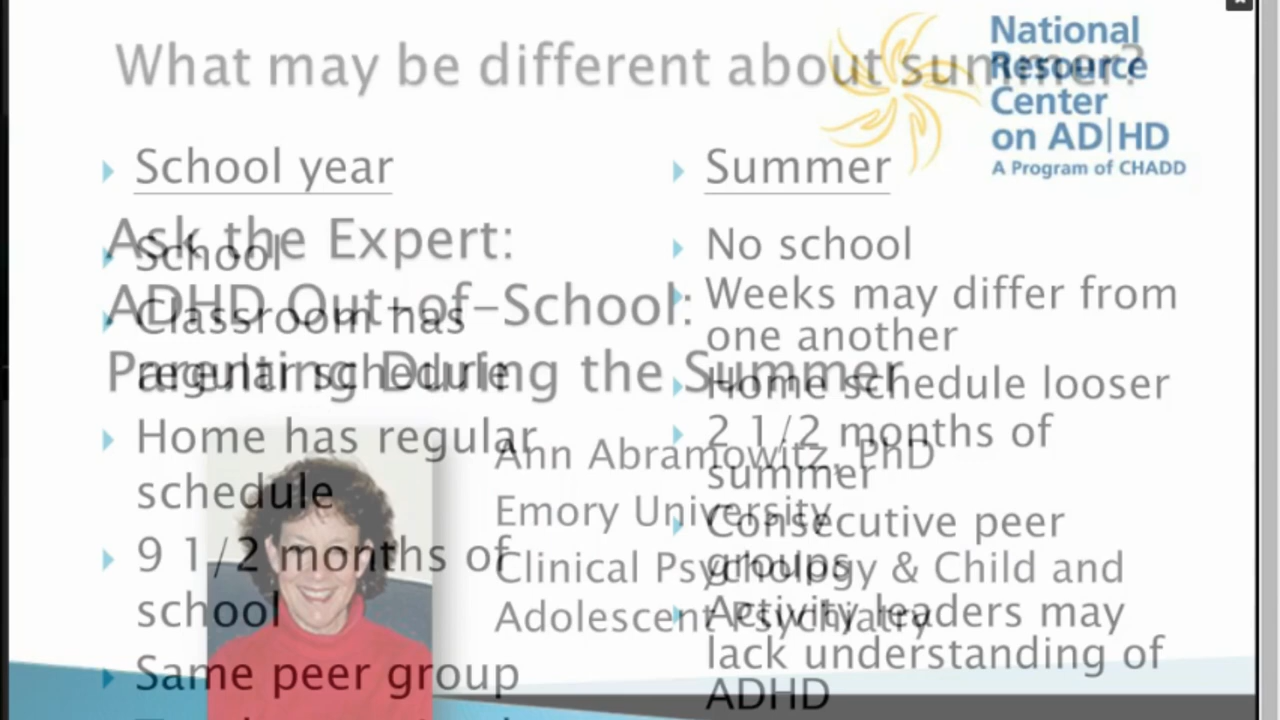 What may be different about summer?
National
Resource
Center
on AD|HD
A Program of CHADD
School year
School
Classroom has
regular schedule
Home has regular
schedule
9 1/2 months of
school
Same peer group
Summer
No school
Weeks may differ from
one another
Home schedule looser
2 1/2 months of
summer
Consecutive peer
groups
Activity leaders may
lack understanding of
ADHD
Ask the Expert:
ADHD Out-of-School:
Parenting During the Summer
Ann Abramowitz, PhD
Emory University
Clinical Psychology & Child and
Adolescent Psychiatry